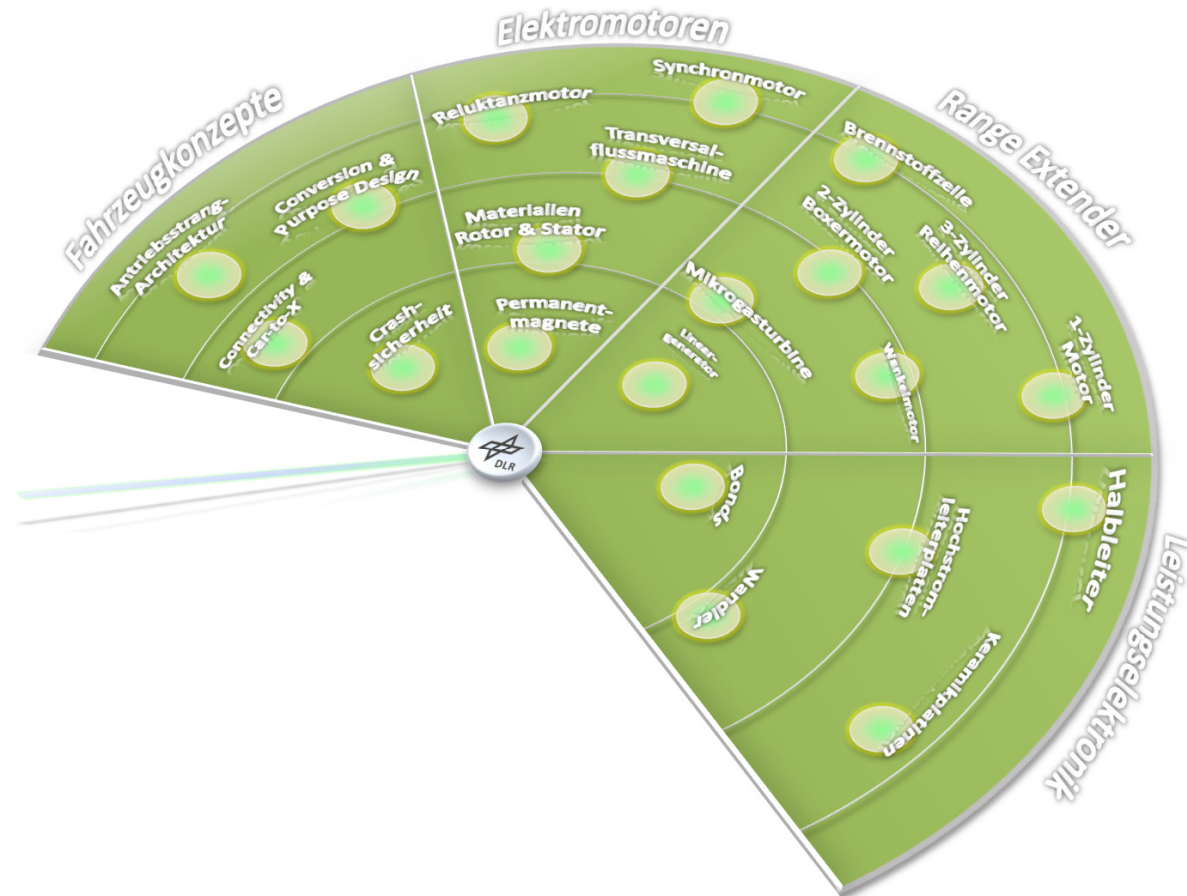 Fahrzeugkonzepte
Antriebsstrang-
Architektur
Conversion &
Purpose Design
Connectivity &
Car-to-X
Crash-
sicherheit
Elektromotoren
Reluktanzmotor
Synchronmotor
Transversal-
flussmaschine
Materialien
Rotor & Stator
Permanent-
magnete
Range Extender
Brennstoffzelle
2-Zylinder
Boxermotor
3-Zylinder
Reihenmotor
1-Zylinder
Motor
Mikrogasturbine
Linear-
generator
Wankelmotor
Leistungselektronik
Halbleiter
Bonds
Hochstrom-
leiterplatten
Wandler
Keramikplatinen
DLR